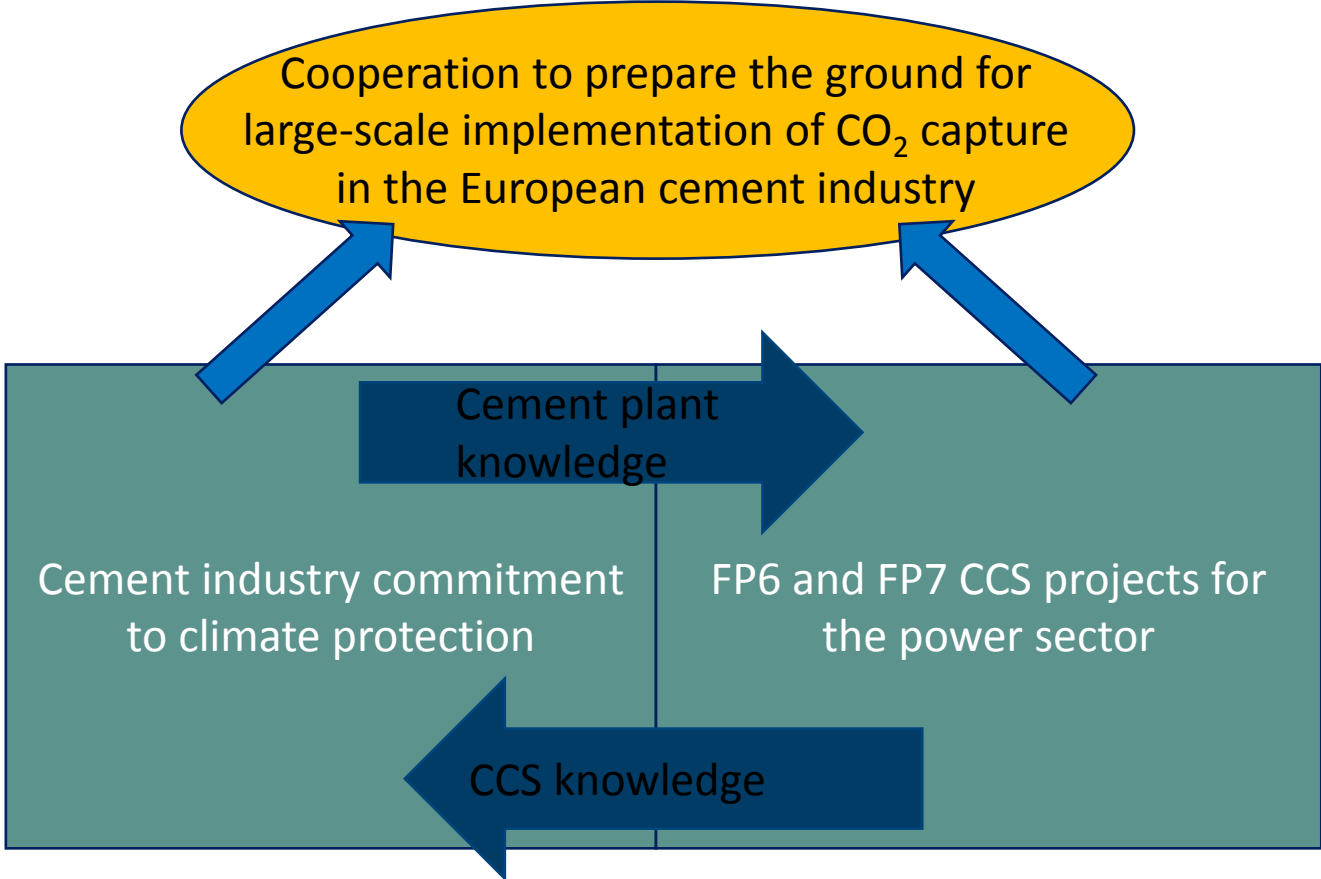 Cooperation to prepare the ground for
large-scale implementation of CO₂ capture
in the European cement industry
Cement plant
knowledge
Cement industry commitment
to climate protection
FP6 and FP7 CCS projects for
the power sector
CCS knowledge